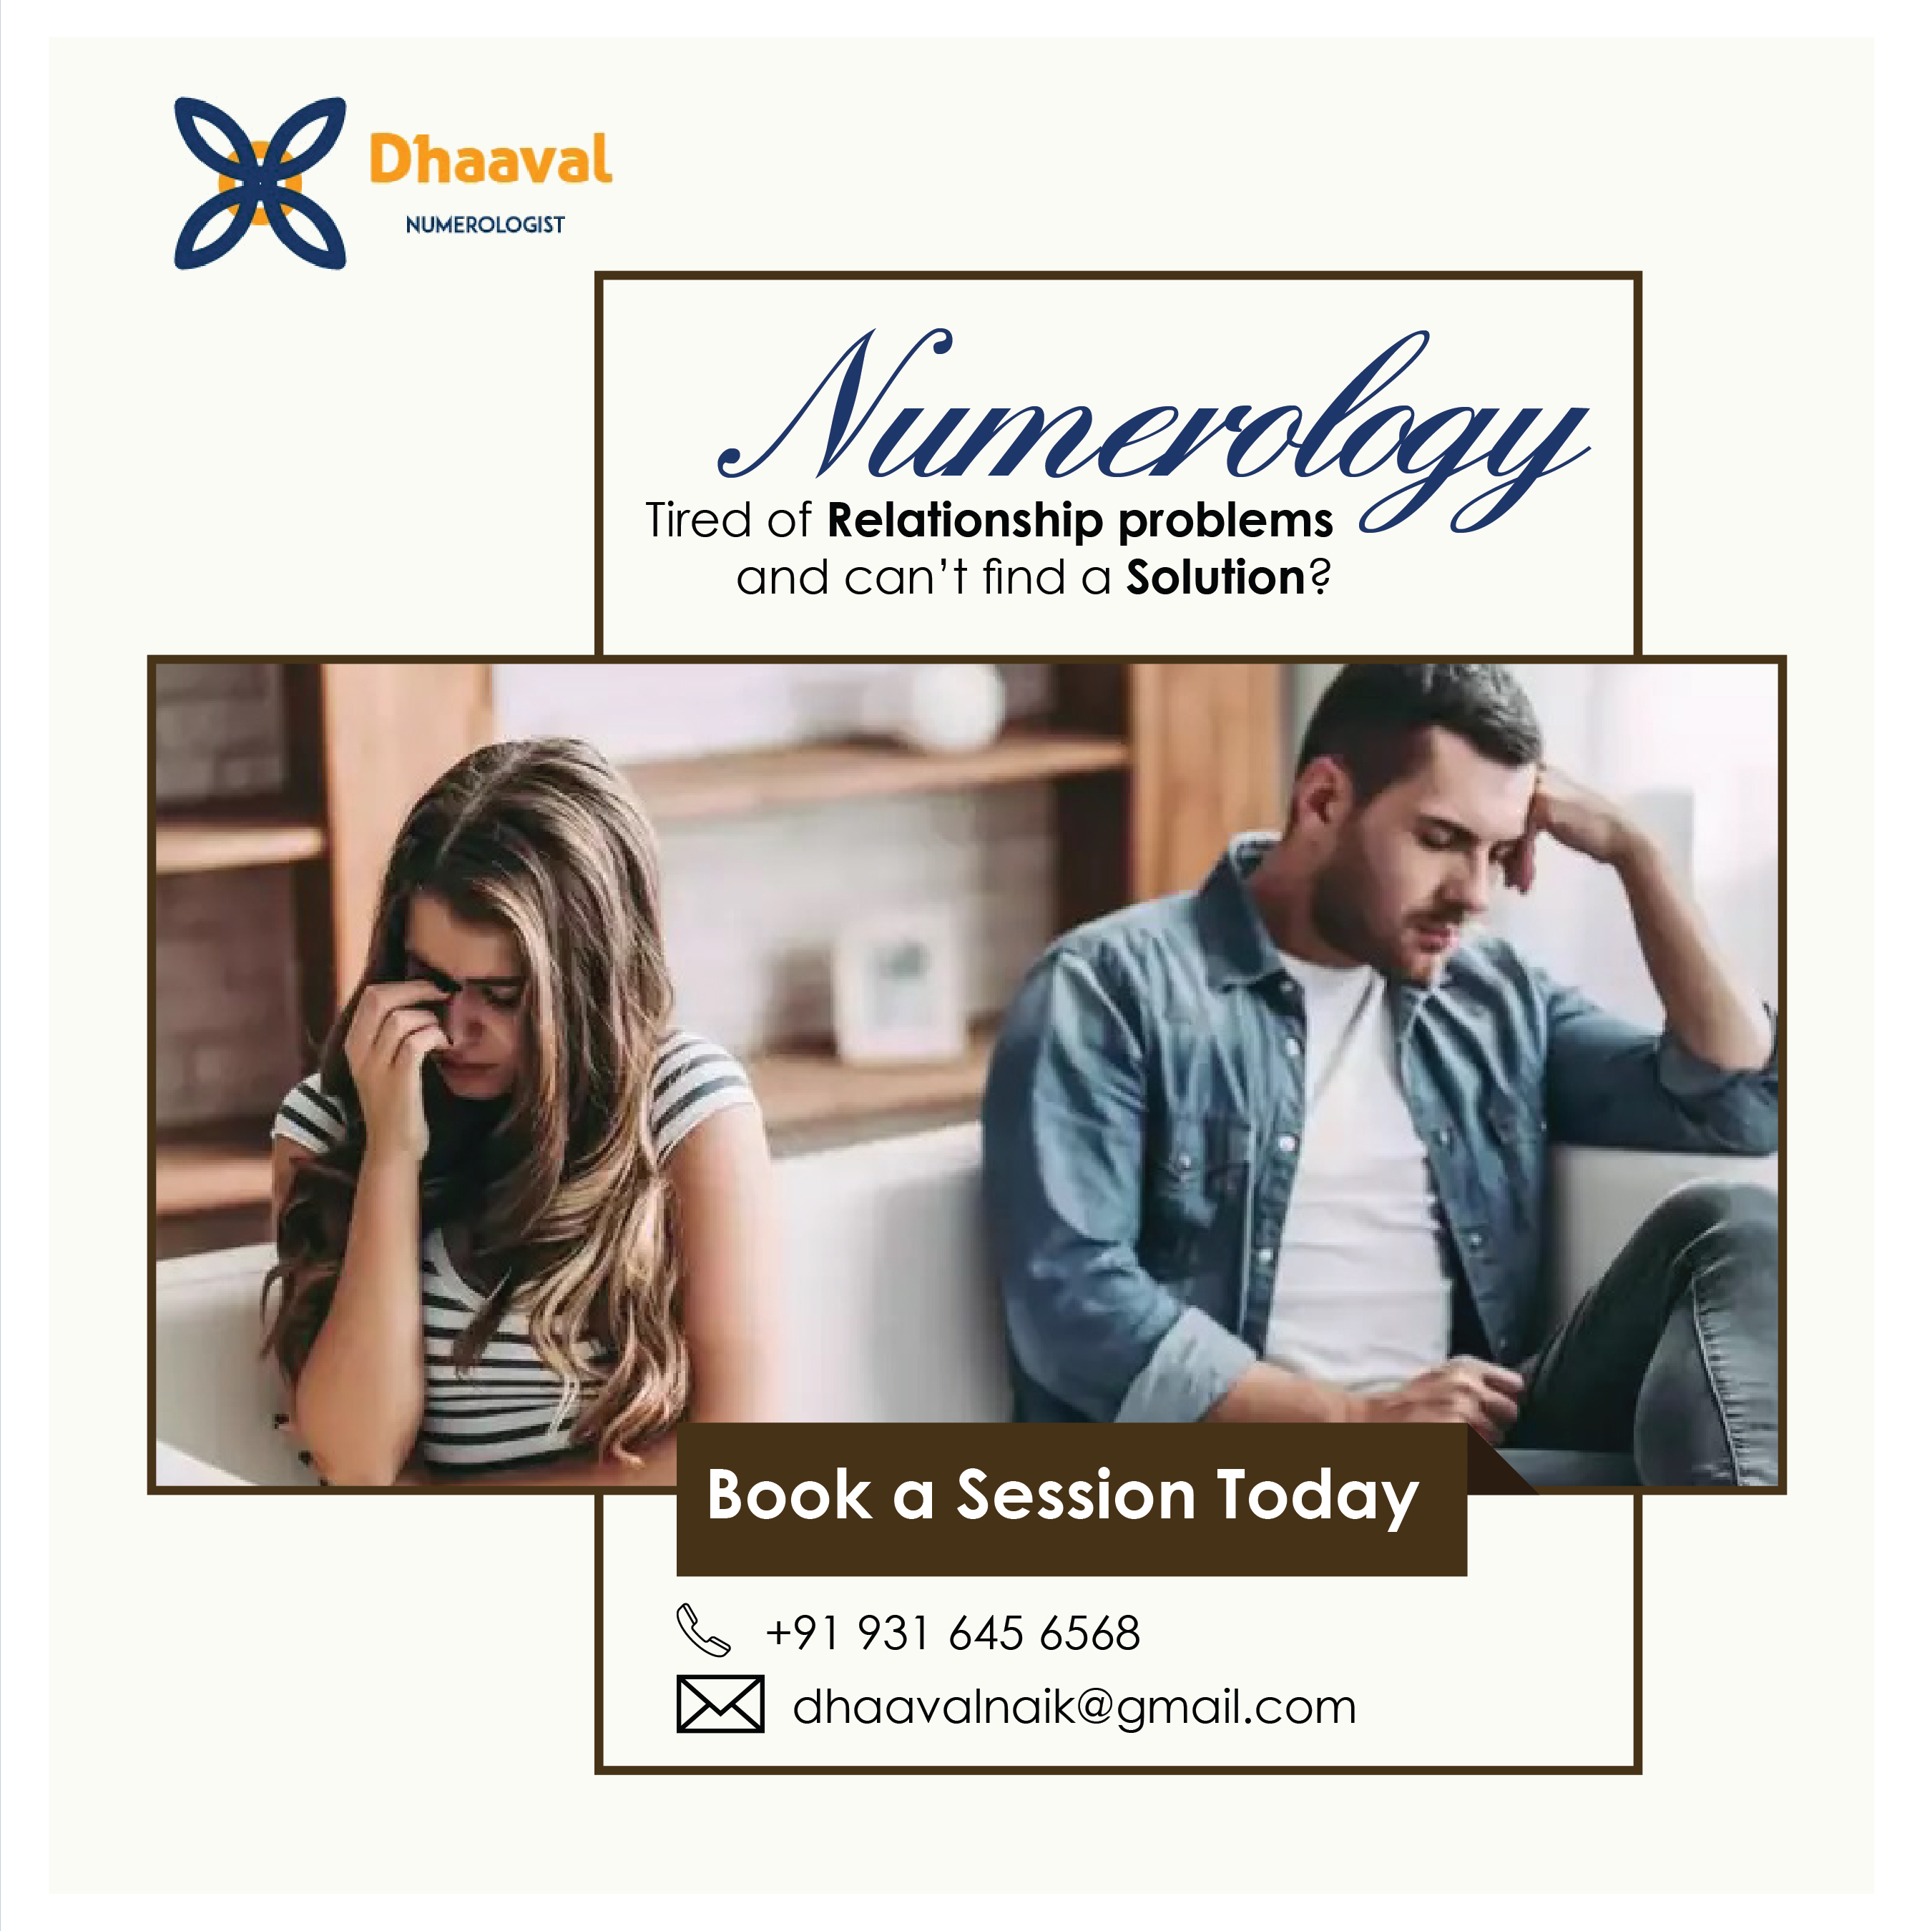 Dhaaval
NUMEROLOGIST
Numerology
Tired of Relationship problems
and can’t find a Solution?
Book a Session Today
+91 931 645 6568
dhaavalnaik@gmail.com